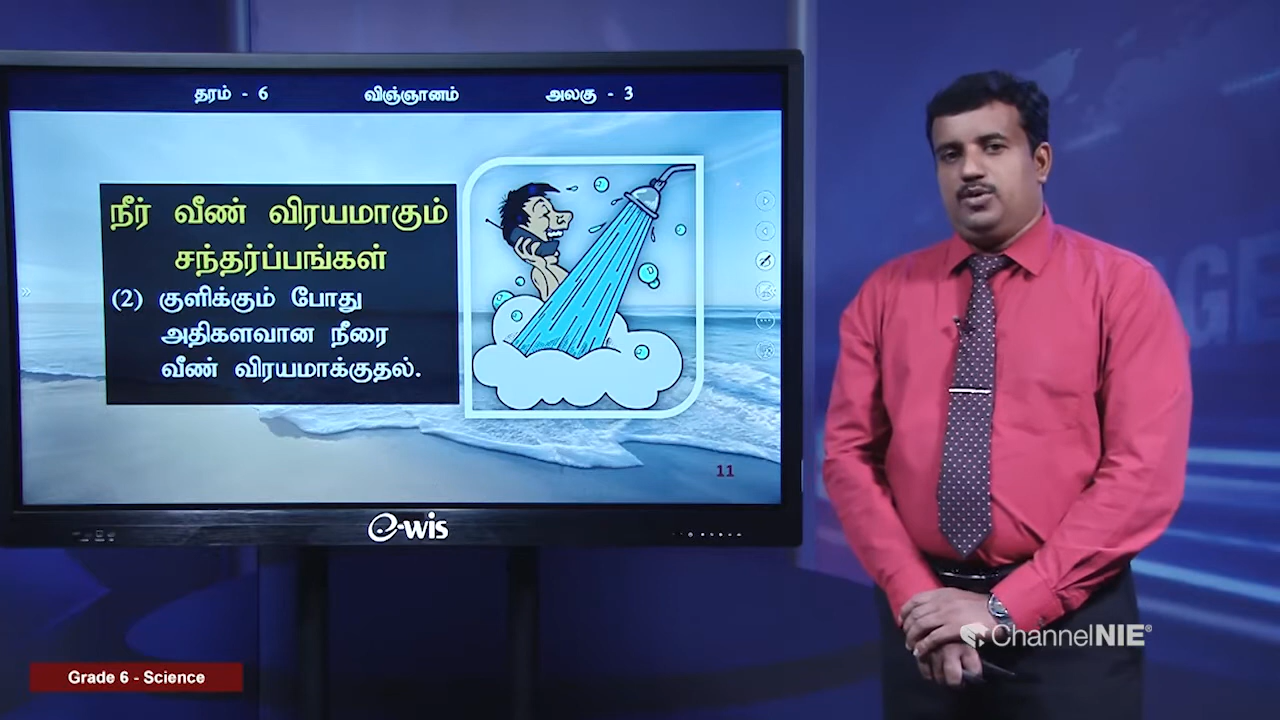 தரம் - 6 விஞ்ஞானம் அலகு - 3
நீர் வீண் விரயமாகும்
சந்தர்ப்பங்கள்
(2) குளிக்கும் போது
அதிகளவான நீரை
வீண் விரயமாக்குதல்.
11
e-wis
ChannelNIE®
Grade 6 - Science